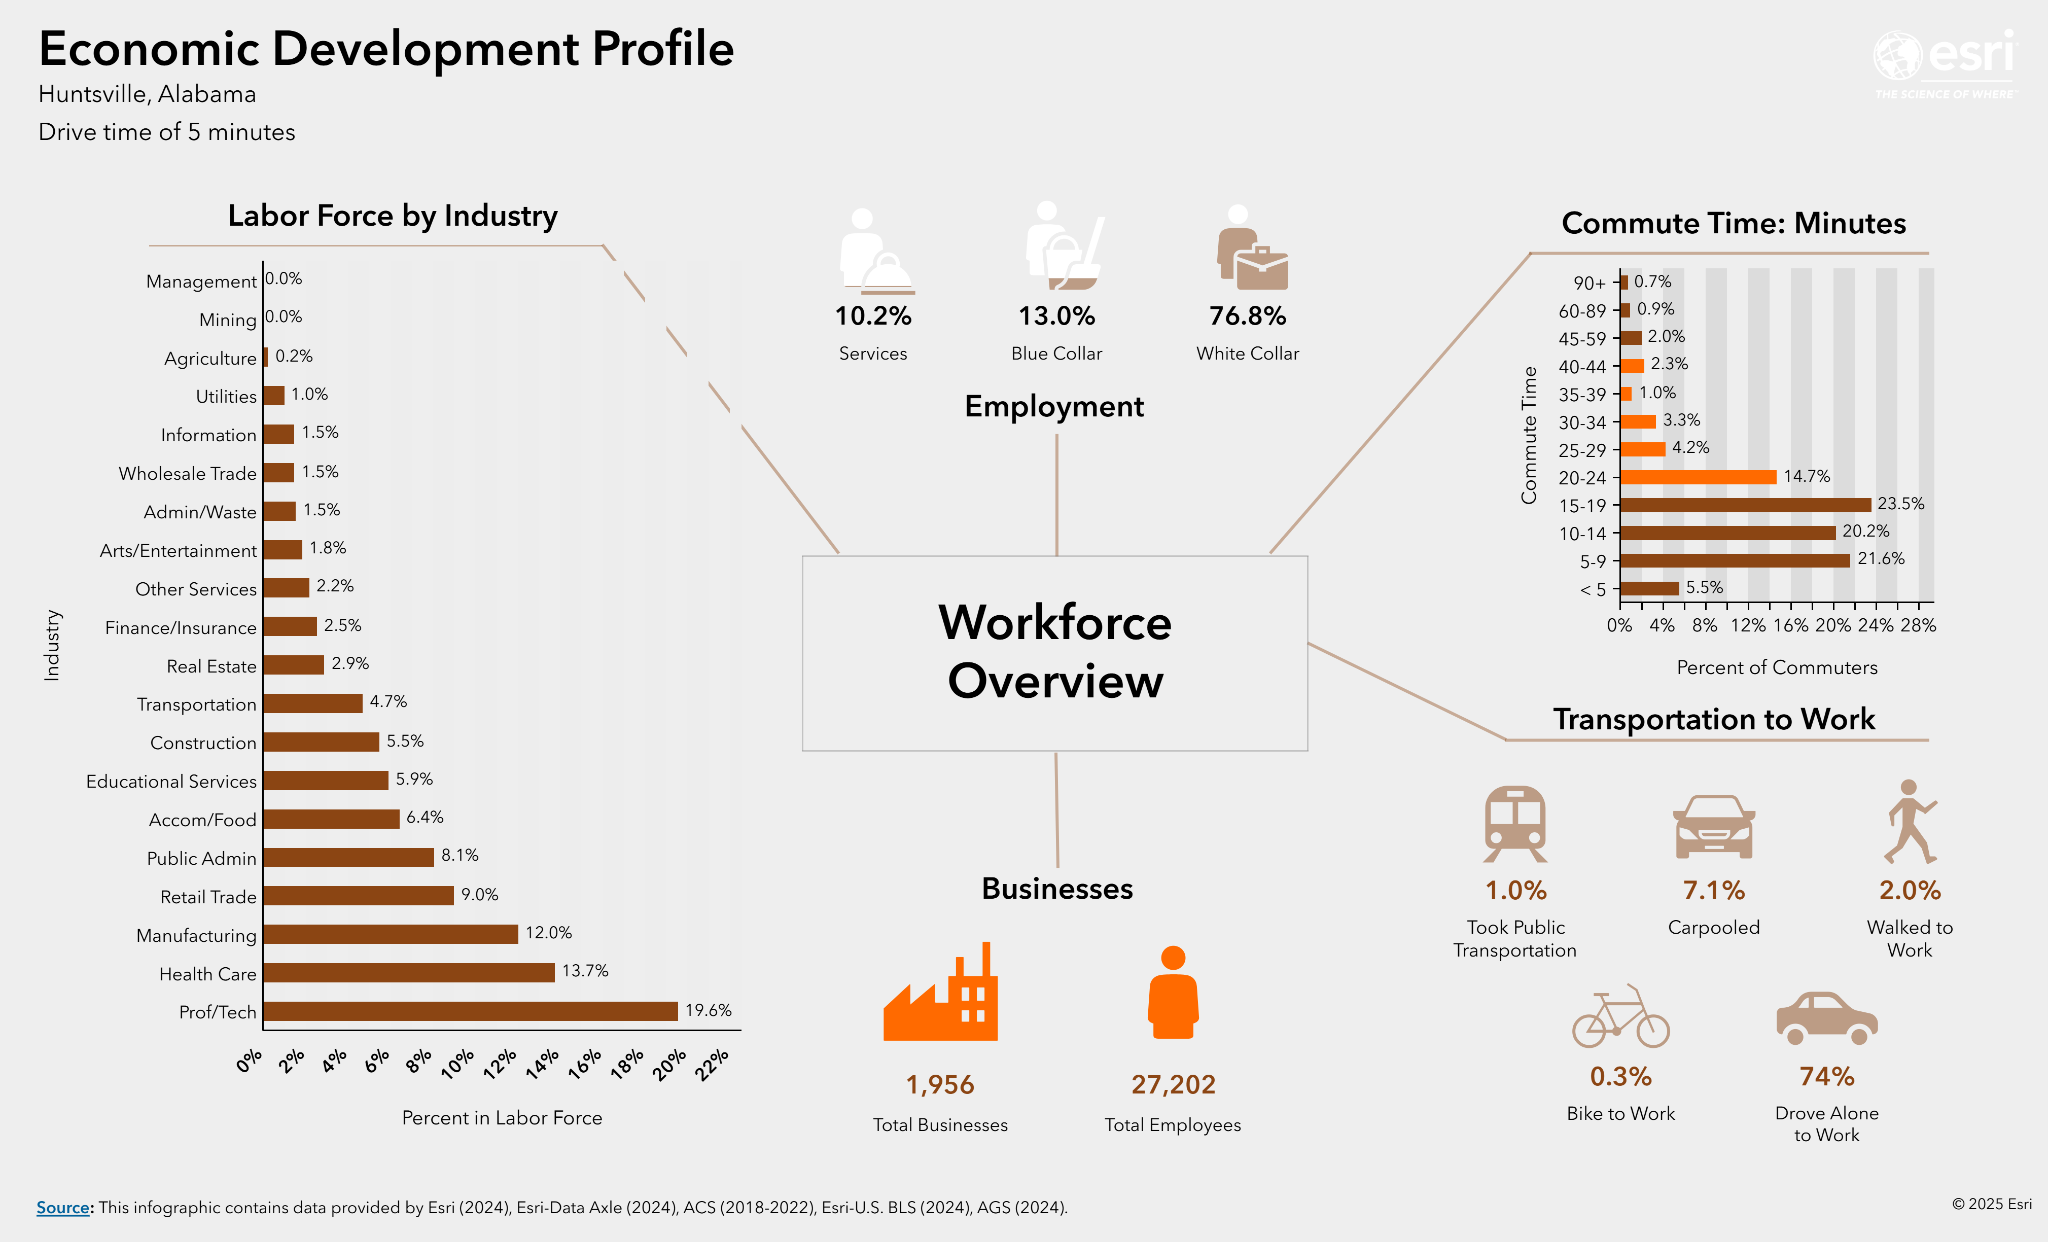 Economic Development Profile
Huntsville, Alabama
Drive time of 5 minutes
esri
THE SCIENCE OF WHERE™
Labor Force by Industry
Industry
Management 0.0%
Mining 0.0%
Agriculture 0.2%
Utilities 1.0%
Information 1.5%
Wholesale Trade 1.5%
Admin/Waste 1.5%
Arts/Entertainment 1.8%
Other Services 2.2%
Finance/Insurance 2.5%
Real Estate 2.9%
Transportation 4.7%
Construction 5.5%
Educational Services 5.9%
Accom/Food 6.4%
Public Admin 8.1%
Retail Trade 9.0%
Manufacturing 12.0%
Health Care 13.7%
Prof/Tech 19.6%
0% 2% 4% 6% 8% 10% 12% 14% 16% 18% 20% 22%
Percent in Labor Force
10.2% 13.0% 76.8%
Services Blue Collar White Collar
Employment
Workforce
Overview
Businesses
1,956 27,202
Total Businesses Total Employees
Commute Time: Minutes
Commute Time
90+ 0.7%
60-89 0.9%
45-59 2.0%
40-44 2.3%
35-39 1.0%
30-34 3.3%
25-29 4.2%
20-24 14.7%
15-19 23.5%
10-14 20.2%
5-9 21.6%
< 5 5.5%
0% 4% 8% 12% 16% 20% 24% 28%
Percent of Commuters
Transportation to Work
1.0% 7.1% 2.0%
Took Public Carpooled Walked to
Transportation Work
0.3% 74%
Bike to Work Drove Alone
to Work
Source: This infographic contains data provided by Esri (2024), Esri-Data Axle (2024), ACS (2018-2022), Esri-U.S. BLS (2024), AGS (2024).
© 2025 Esri